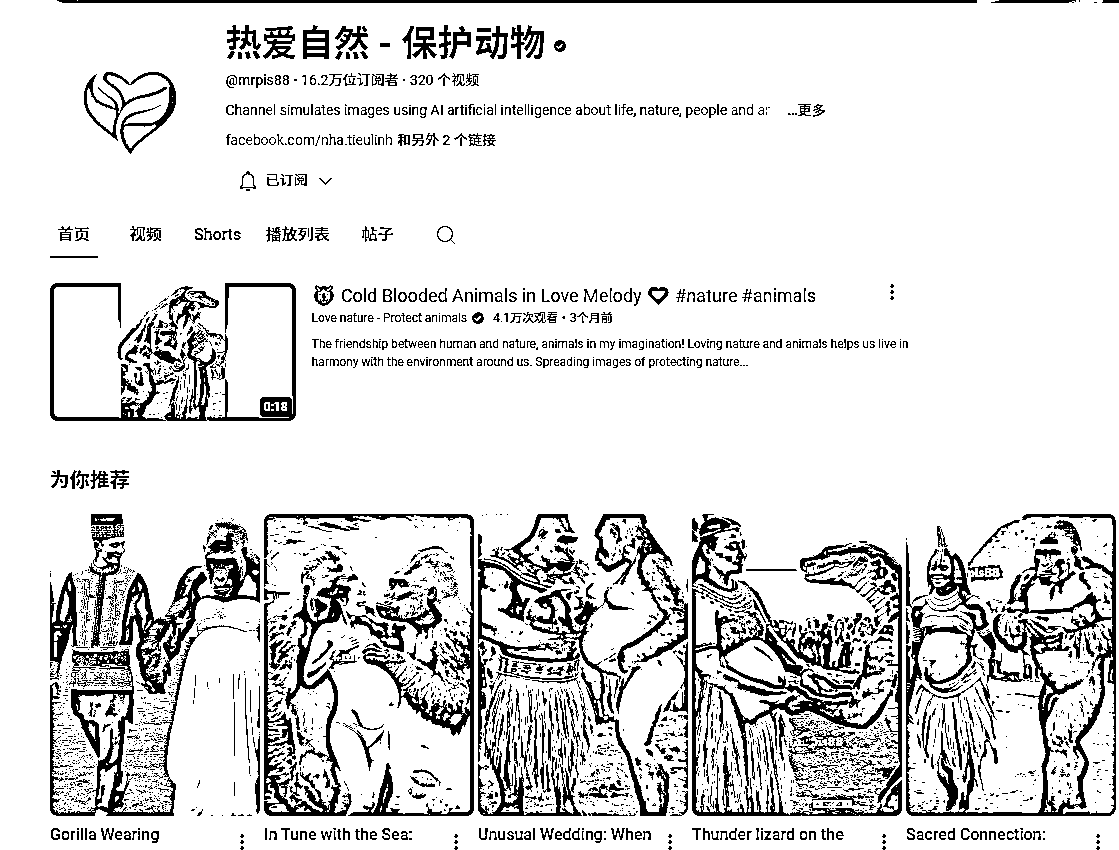 热爱自然 - 保护动物
@mrpis88 · 16.2万位订阅者 · 320 个视频
Channel simulates images using AI artificial intelligence about life, nature, people and ar ...更多
facebook.com/nha.tieulinh 和另外 2 个链接
已订阅
首页 视频 Shorts 播放列表 帖子
Cold Blooded Animals in Love Melody #nature #animals
Love nature - Protect animals 4.1万次观看 · 3个月前
The friendship between human and nature, animals in my imagination! Loving nature and animals helps us live in
harmony with the environment around us. Spreading images of protecting nature...
0:18
为你推荐
Gorilla Wearing
In Tune with the Sea:
Unusual Wedding: When
Thunder lizard on the
Sacred Connection: